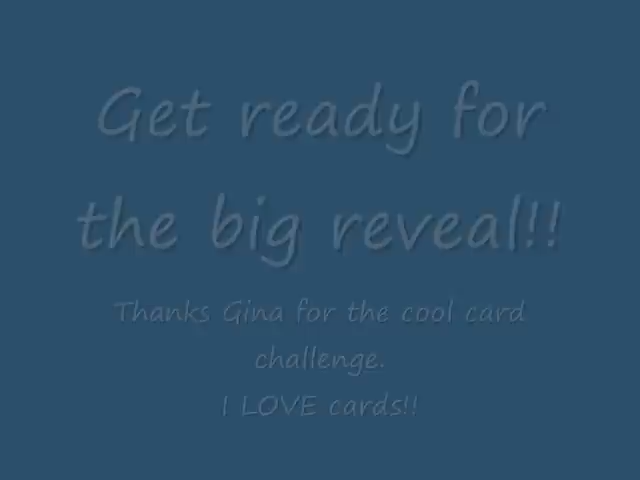 Get ready for
the big reveal!!
Thanks Gina for the cool card
challenge.
I LOVE cards!!